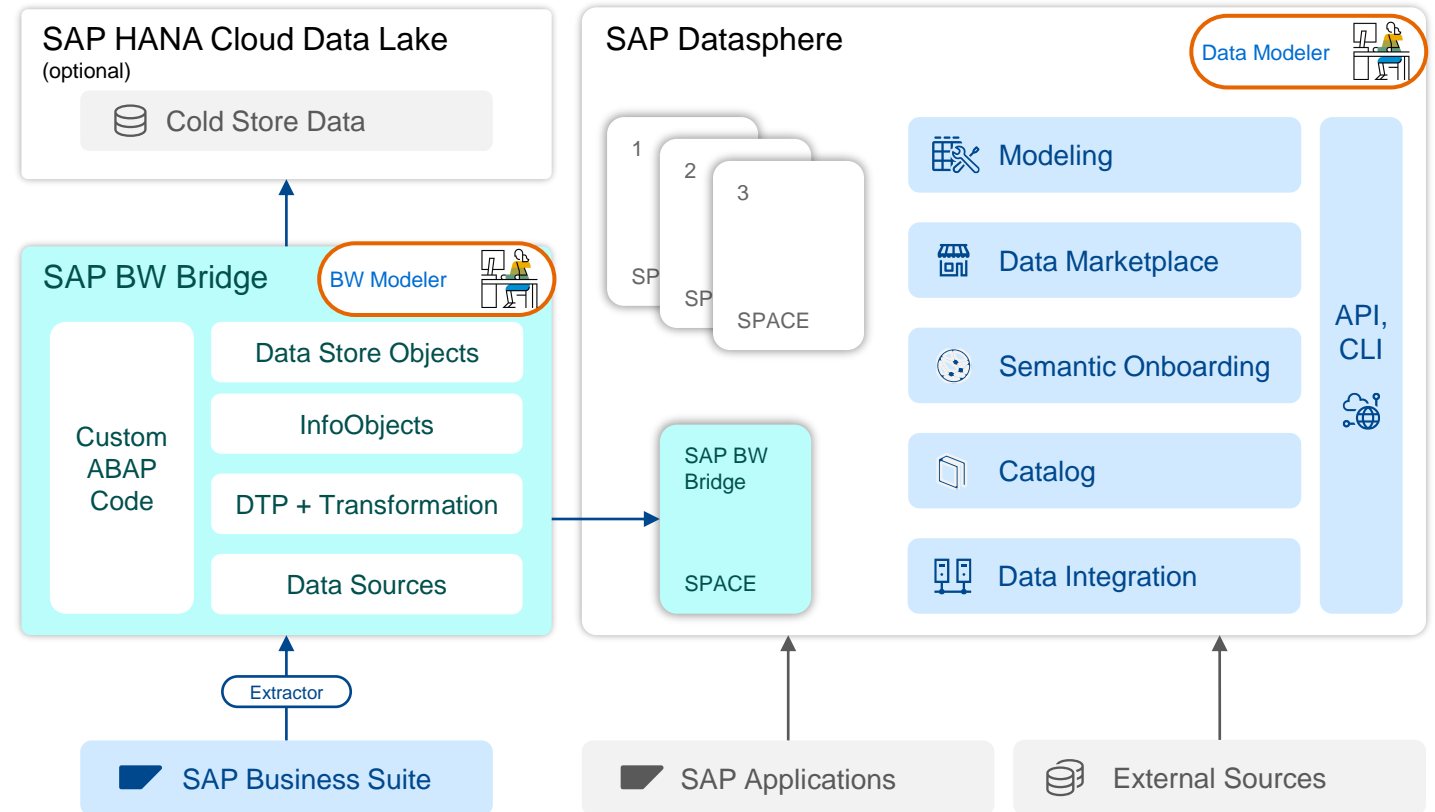 SAP HANA Cloud Data Lake
(optional)
Cold Store Data
SAP BW Bridge
BW Modeler
Custom
ABAP
Code
Data Store Objects
InfoObjects
DTP + Transformation
Data Sources
Extractor
SAP Business Suite
SAP Datasphere
Data Modeler
1
SP
2
SP
3
SPACE
SAP BW
Bridge
SPACE
Modeling
Data Marketplace
Semantic Onboarding
Catalog
Data Integration
API,
CLI
SAP Applications
External Sources